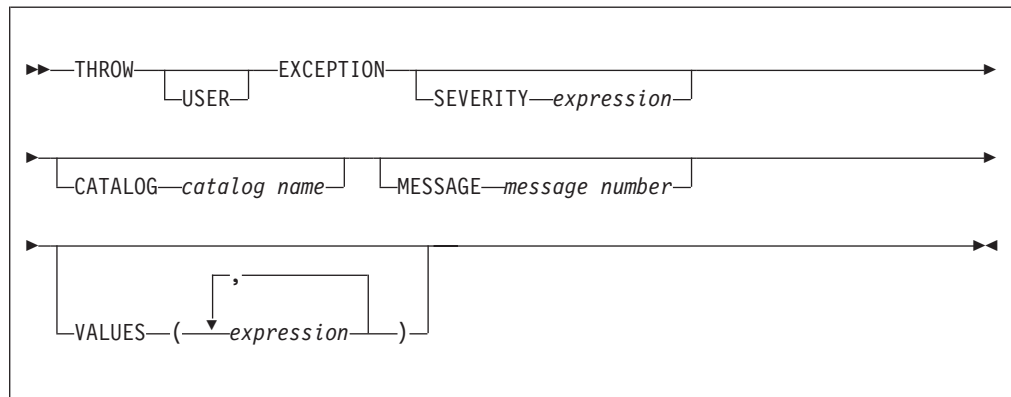 THROW EXCEPTION
USER SEVERITY expression
CATALOG catalog name MESSAGE message number
,
VALUES ( expression )